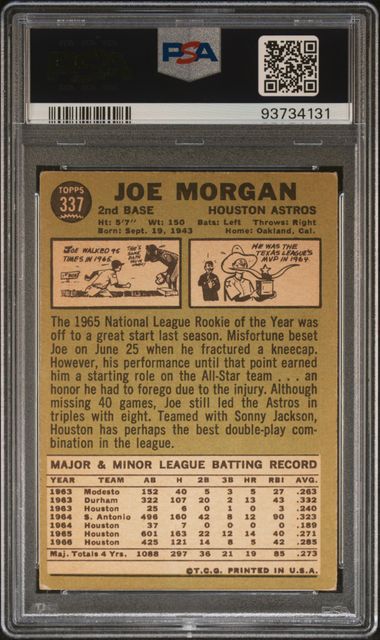 PSA
93734131
TOPPS
337
JOE MORGAN
2nd BASE HOUSTON ASTROS
Ht: 5'7" Wt: 150 Bats: Left Throws: Right
Born: Sept. 19, 1943 Home: Oakland, Cal.
JOE WALKED 96
TIMES IN 1965.
HE WAS THE
TEXAS LEAGUE'S
MVP IN 1964.
The 1965 National League Rookie of the Year was
off to a great start last season. Misfortune beset
Joe on June 25 when he fractured a kneecap.
However, his performance until that point earned
him a starting role on the All-Star team . . . an
honor he had to forego due to the injury. Although
missing 40 games, Joe still led the Astros in
triples with eight. Teamed with Sonny Jackson,
Houston has perhaps the best double-play com-
bination in the league.
MAJOR & MINOR LEAGUE BATTING RECORD
YEAR TEAM AB H 2B 3B HR RBI AVG.
1963 Modesto 152 40 5 3 5 27 .263
1963 Durham 322 107 20 2 13 43 .332
1963 Houston 25 6 0 1 0 3 .240
1964 S. Antonio 496 160 42 8 12 90 .323
1964 Houston 37 7 0 0 0 0 .189
1965 Houston 601 163 22 12 14 40 .271
1966 Houston 425 121 14 8 5 42 .285
Maj. Totals 4 Yrs. 1088 297 36 21 19 85 .273
©T.C.G. PRINTED IN U.S.A.